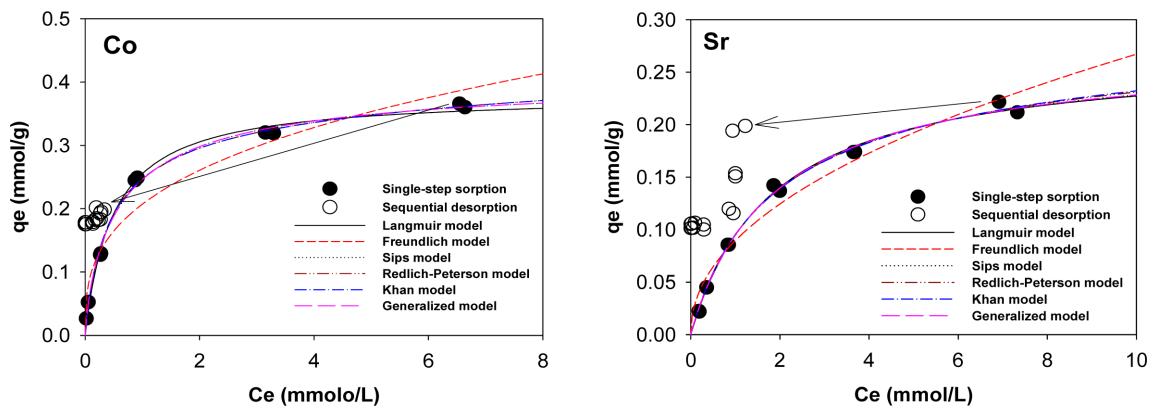 Co
qe (mmol/g)
0.5
0.4
0.3
0.2
0.1
0.0
Single-step sorption
Sequential desorption
Langmuir model
Freundlich model
Sips model
Redlich-Peterson model
Khan model
Generalized model
0 2 4 6 8
Ce (mmolo/L)
Sr
qe (mmol/g)
0.30
0.25
0.20
0.15
0.10
0.05
0.00
Single-step sorption
Sequential desorption
Langmuir model
Freundlich model
Sips model
Redlich-Peterson model
Khan model
Generalized model
0 2 4 6 8 10
Ce (mmol/L)